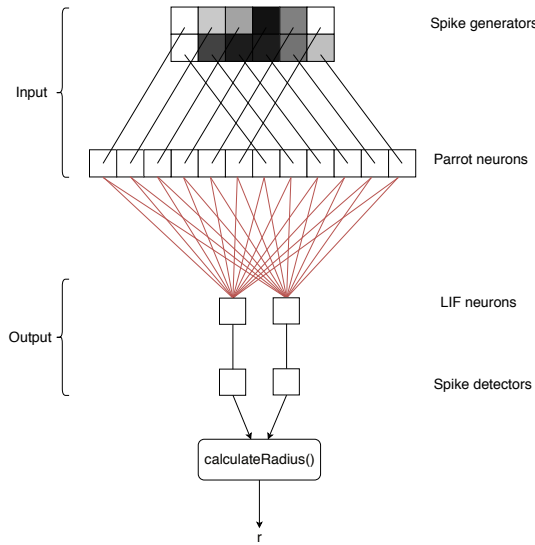 Spike generators
Input
Parrot neurons
LIF neurons
Output
Spike detectors
calculateRadius()
r